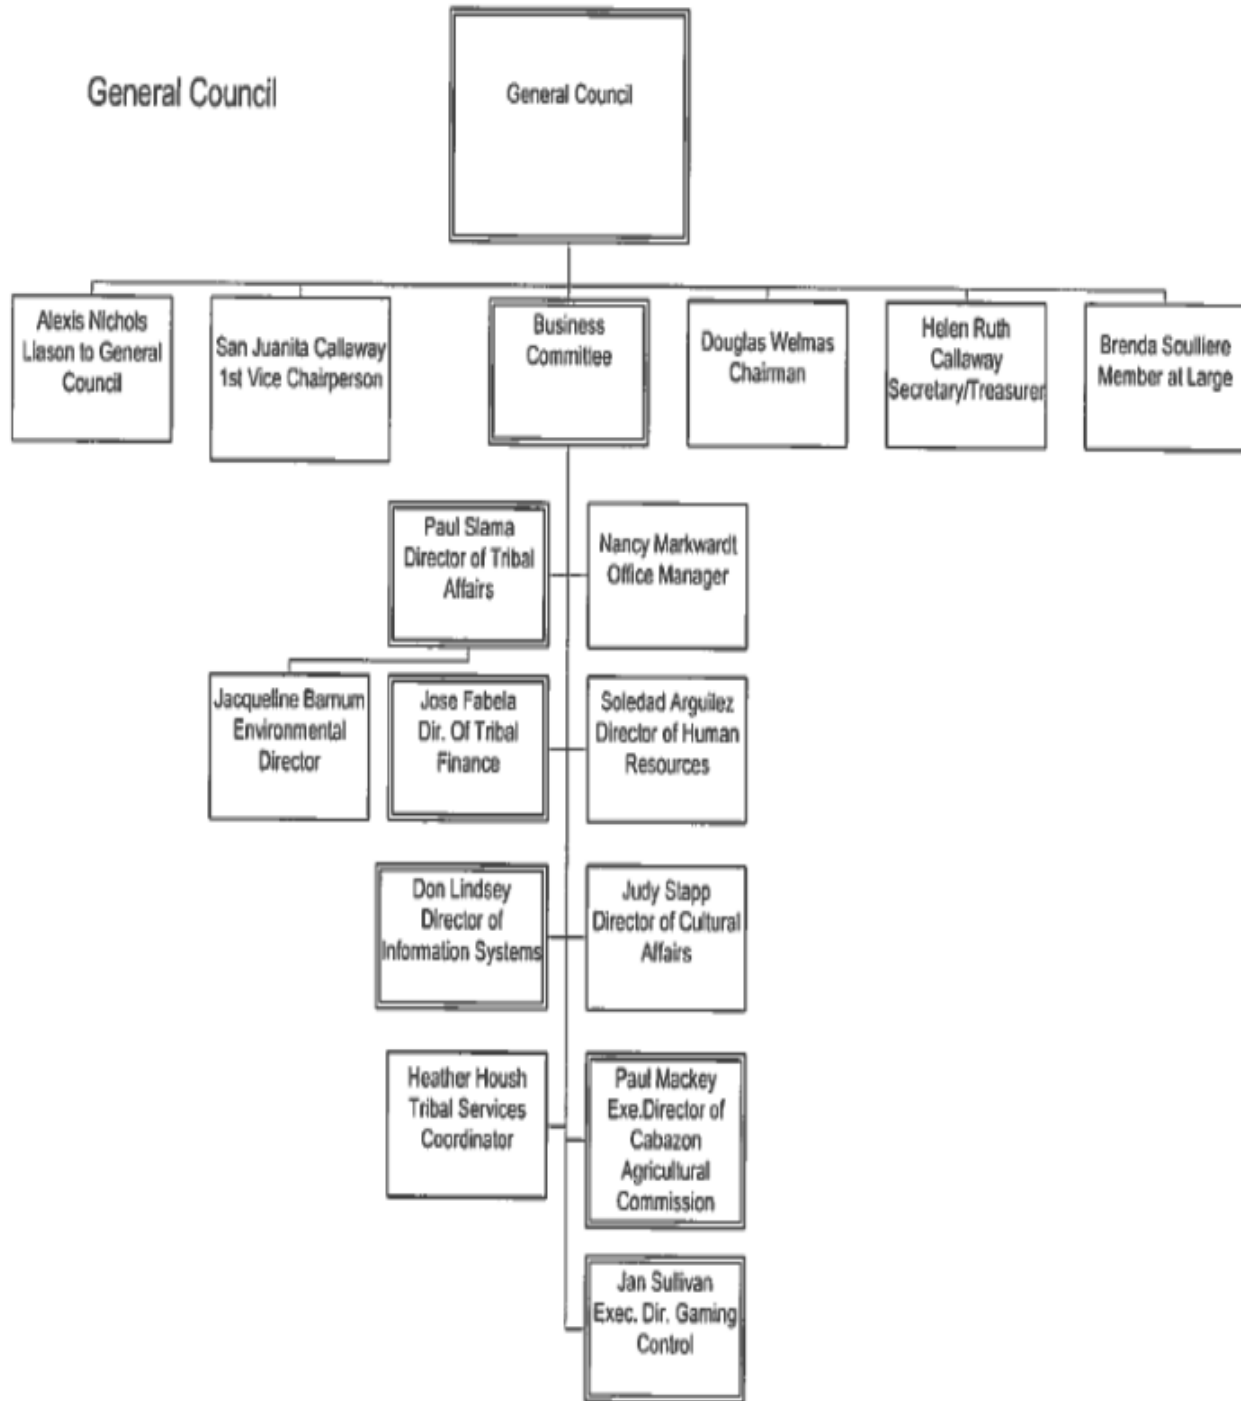 General Council
General Council
Alexis Nichols
Liason to General
Council
San Juanita Callaway
1st Vice Chairperson
Business
Committee
Douglas Welmas
Chairman
Helen Ruth
Callaway
Secretary/Treasurer
Brenda Soulliere
Member at Large
Paul Slama
Director of Tribal
Affairs
Nancy Markwardt
Office Manager
Jacqueline Barnum
Environmental
Director
Jose Fabela
Dir. Of Tribal
Finance
Soledad Arguilez
Director of Human
Resources
Don Lindsey
Director of
Information Systems
Judy Stapp
Director of Cultural
Affairs
Heather Housh
Tribal Services
Coordinator
Paul Mackey
Exe.Director of
Cabazon
Agricultural
Commission
Jan Sullivan
Exec. Dir. Gaming
Control